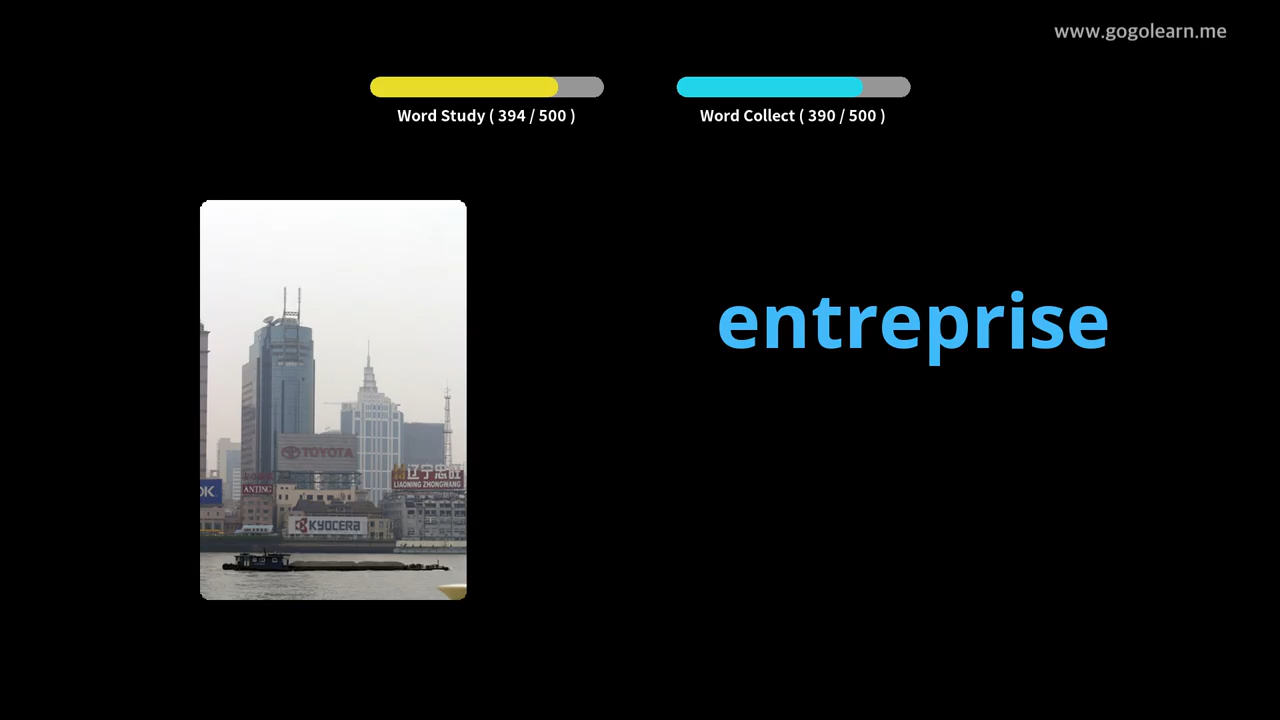 www.gogolearn.me
Word Study ( 394 / 500 )
Word Collect ( 390 / 500 )
entreprise
TOYOTA
辽宁忠旺
LIAONING ZHONGWANG
OK
ANTING
KYOCERA